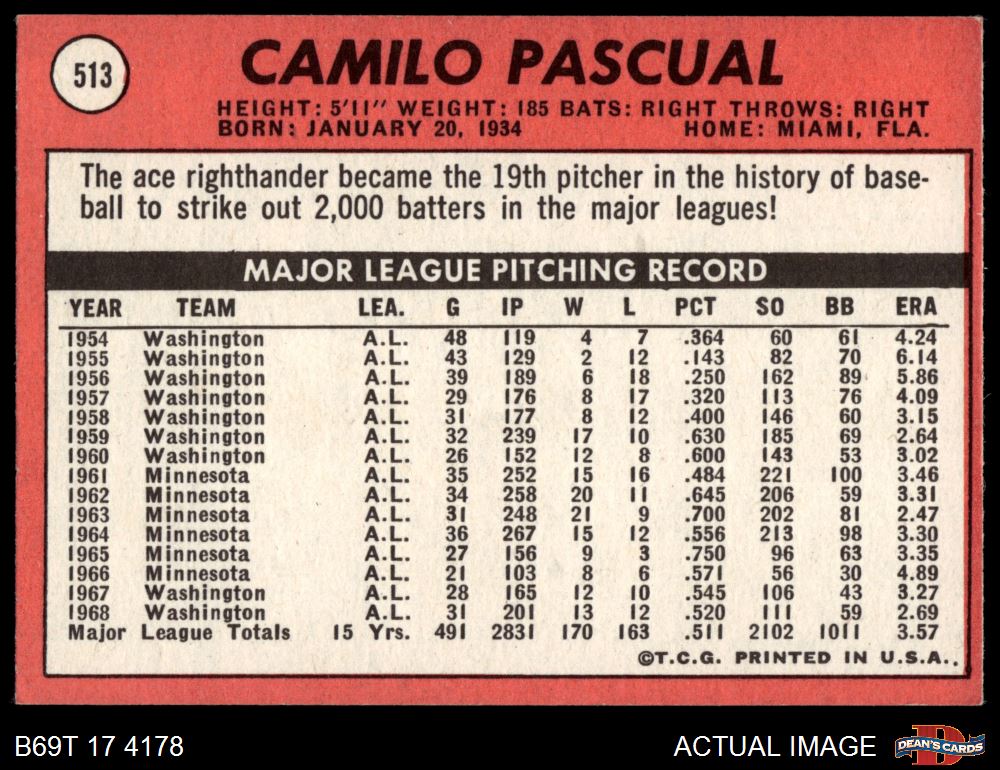 513
CAMILO PASCUAL
HEIGHT: 5'11" WEIGHT: 185 BATS: RIGHT THROWS: RIGHT
BORN: JANUARY 20, 1934 HOME: MIAMI, FLA.
The ace righthander became the 19th pitcher in the history of base-
ball to strike out 2,000 batters in the major leagues!
MAJOR LEAGUE PITCHING RECORD
YEAR TEAM LEA. G IP W L PCT SO BB ERA
1954 Washington A.L. 48 119 4 7 .364 60 61 4.24
1955 Washington A.L. 43 129 2 12 .143 82 70 6.14
1956 Washington A.L. 39 189 6 18 .250 162 89 5.86
1957 Washington A.L. 29 176 8 17 .320 113 76 4.09
1958 Washington A.L. 31 177 8 12 .400 146 60 3.15
1959 Washington A.L. 32 239 17 10 .630 185 69 2.64
1960 Washington A.L. 26 152 12 8 .600 143 53 3.02
1961 Minnesota A.L. 35 252 15 16 .484 221 100 3.46
1962 Minnesota A.L. 34 258 20 11 .645 206 59 3.31
1963 Minnesota A.L. 31 248 21 9 .700 202 81 2.47
1964 Minnesota A.L. 36 267 15 12 .556 213 98 3.30
1965 Minnesota A.L. 27 156 9 3 .750 96 63 3.35
1966 Minnesota A.L. 21 103 8 6 .571 56 30 4.89
1967 Washington A.L. 28 165 12 10 .545 106 43 3.27
1968 Washington A.L. 31 201 13 12 .520 111 59 2.69
Major League Totals 15 Yrs. 491 2831 170 163 .511 2102 1011 3.57
©T.C.G. PRINTED IN U.S.A..
B69T 17 4178
ACTUAL IMAGE
DEAN'S CARDS